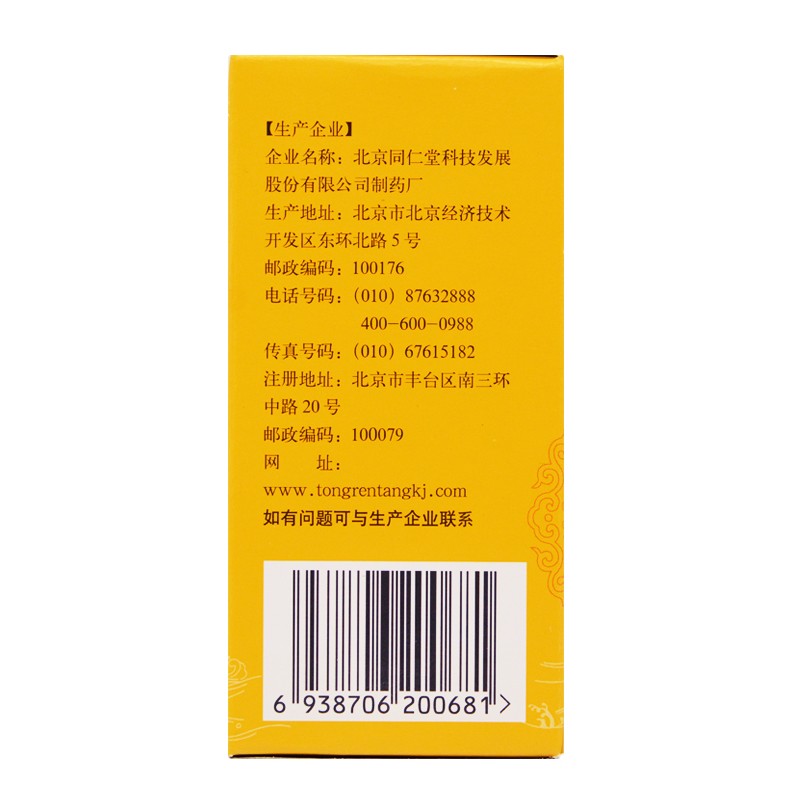 【生产企业】
企业名称：北京同仁堂科技发展
股份有限公司制药厂
生产地址：北京市北京经济技术
开发区东环北路 5 号
邮政编码：100176
电话号码：（010）87632888
400-600-0988
传真号码：（010）67615182
注册地址：北京市丰台区南三环
中路 20 号
邮政编码：100079
网　　址：
www.tongrentangkj.com
如有问题可与生产企业联系
6 938706 200681 >